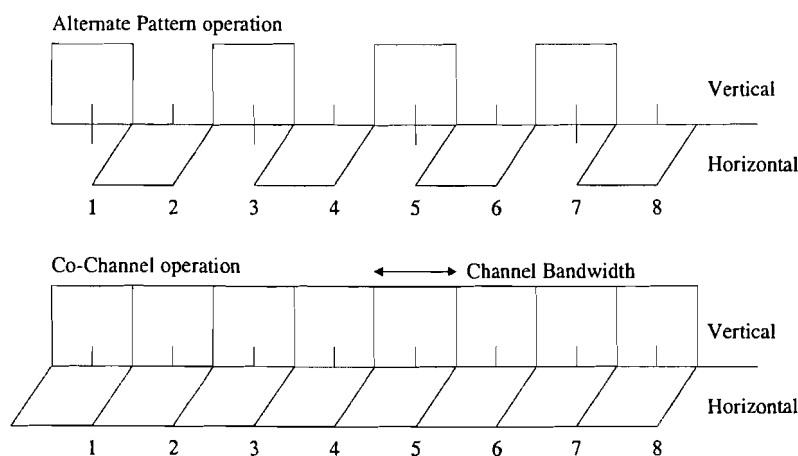 Alternate Pattern operation
Vertical
Horizontal
1 2 3 4 5 6 7 8
Co-Channel operation
Channel Bandwidth
Vertical
Horizontal
1 2 3 4 5 6 7 8